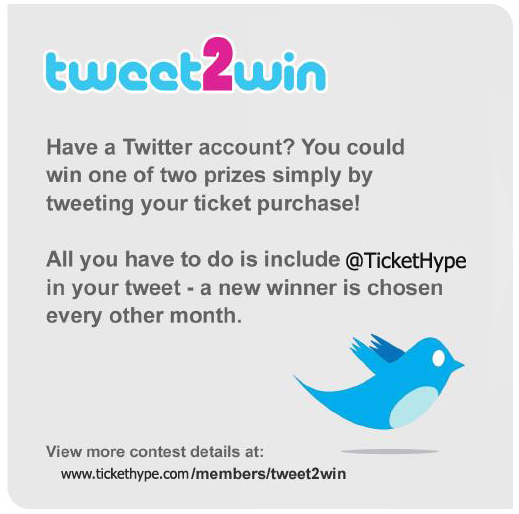 tweet2win
Have a Twitter account? You could
win one of two prizes simply by
tweeting your ticket purchase!
All you have to do is include @TicketHype
in your tweet - a new winner is chosen
every other month.
View more contest details at:
www.tickethype.com/members/tweet2win